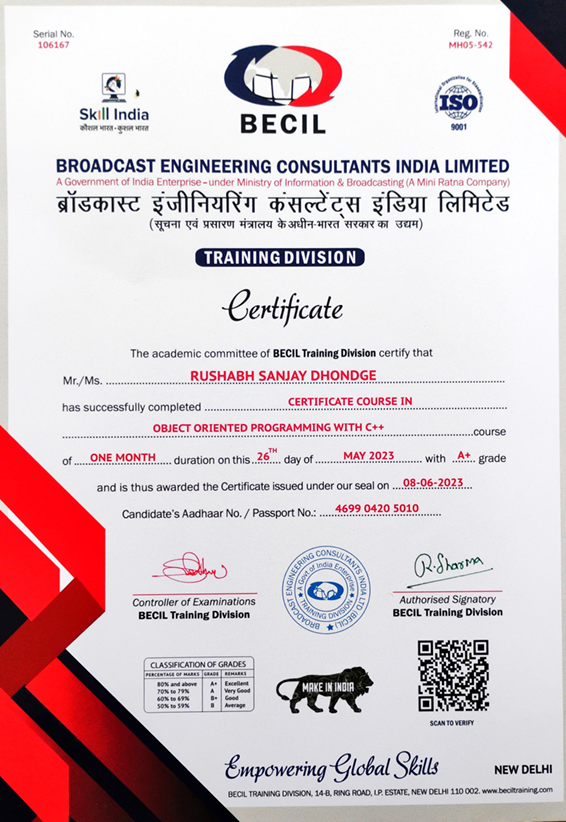 Serial No.
106167
Reg. No.
MH05-542
Skill India
कौशल भारत - कुशल भारत
BECIL
International Organization for Standardization
ISO
9001
BROADCAST ENGINEERING CONSULTANTS INDIA LIMITED
A Government of India Enterprise – under Ministry of Information & Broadcasting (A Mini Ratna Company)
ब्रॉडकास्ट इंजीनियरिंग कंसल्टेंट्स इंडिया लिमिटेड
(सूचना एवं प्रसारण मंत्रालय के अधीन-भारत सरकार का उद्यम)
TRAINING DIVISION
Certificate
The academic committee of BECIL Training Division certify that
Mr./Ms. RUSHABH SANJAY DHONDGE
has successfully completed CERTIFICATE COURSE IN
OBJECT ORIENTED PROGRAMMING WITH C++ course
of ONE MONTH duration on this 26TH day of MAY 2023 with A+ grade
and is thus awarded the Certificate issued under our seal on 08-06-2023
Candidate's Aadhaar No. / Passport No.: 4699 0420 5010
R. Sharma
Controller of Examinations
BECIL Training Division
BROADCAST ENGINEERING CONSULTANTS INDIA LTD (BECIL)
A Govt of India Enterprise
TRAINING DIVISION
Authorised Signatory
BECIL Training Division
CLASSIFICATION OF GRADES
PERCENTAGE OF MARKS GRADE REMARKS
80% and above A+ Excellent
70% to 79% A Very Good
60% to 69% B+ Good
50% to 59% B Average
MAKE IN INDIA
SCAN TO VERIFY
Empowering Global Skills
NEW DELHI
BECIL TRAINING DIVISION, 14-B, RING ROAD, I.P. ESTATE, NEW DELHI 110 002. www.beciltraining.com